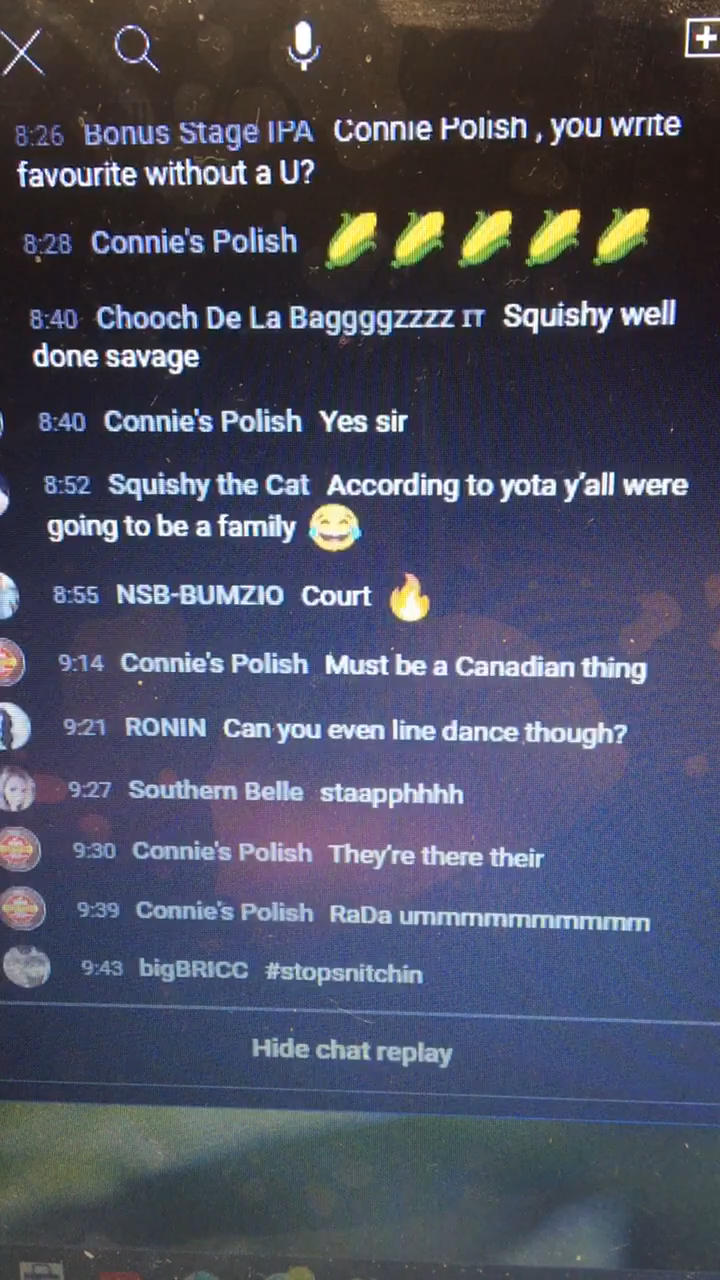 8:26 Bonus Stage IPA Connie Polish , you write
favourite without a U?
8:28 Connie's Polish 🌽🌽🌽🌽🌽
8:40 Chooch De La Baggggzzzz ɪт Squishy well
done savage
8:40 Connie's Polish Yes sir
8:52 Squishy the Cat According to yota y'all were
going to be a family 😂
8:55 NSB-BUMZIO Court 🔥
9:14 Connie's Polish Must be a Canadian thing
9:21 RONIN Can you even line dance though?
9:27 Southern Belle staapphhhh
9:30 Connie's Polish They're there their
9:39 Connie's Polish RaDa ummmmmmmmmm
9:43 bigBRICC #stopsnitchin
Hide chat replay